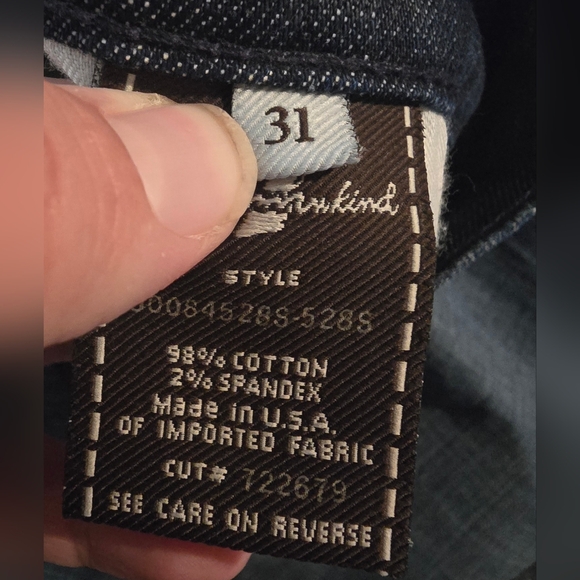 31
STYLE
98% COTTON
2% SPANDEX
Made in U.S.A.
OF IMPORTED FABRIC
CUT# 722679
SEE CARE ON REVERSE